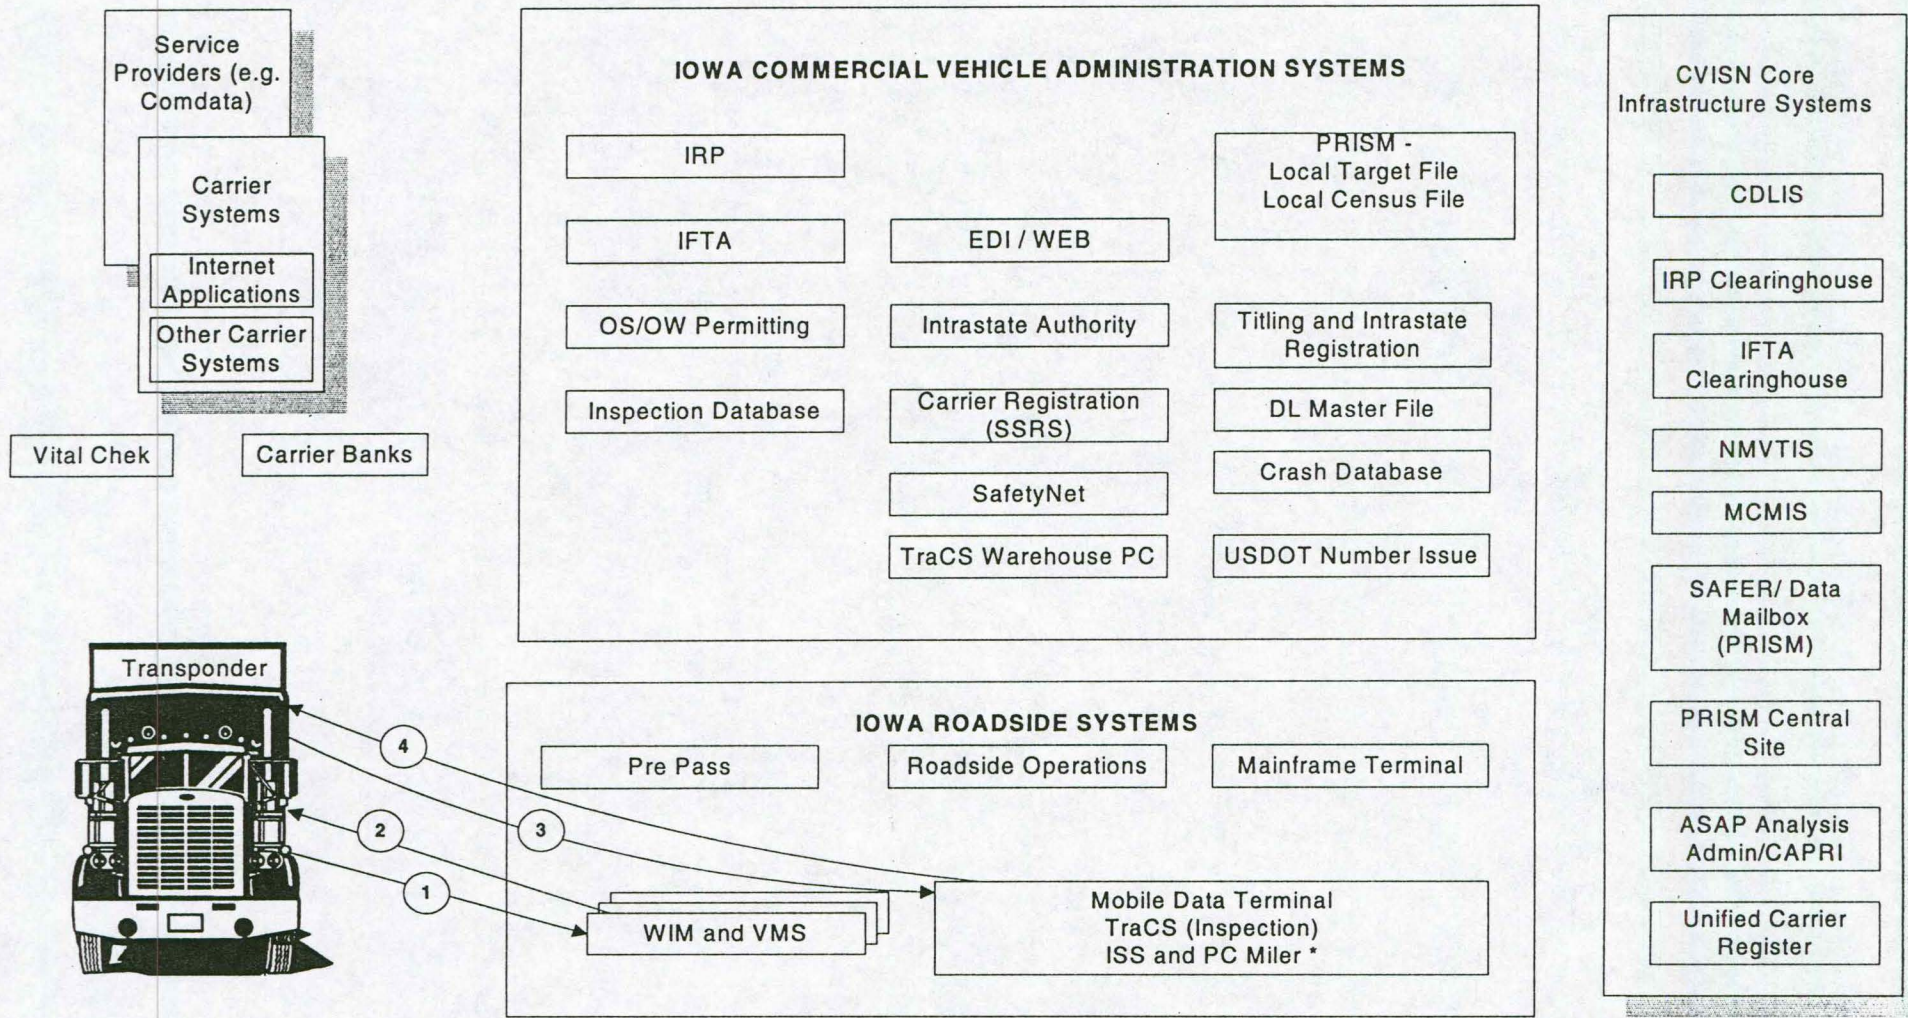 Service
Providers (e.g.
Comdata)
Carrier
Systems
Internet
Applications
Other Carrier
Systems
Vital Chek
Carrier Banks
IOWA COMMERCIAL VEHICLE ADMINISTRATION SYSTEMS
IRP
IFTA
OS/OW Permitting
Inspection Database
EDI / WEB
Intrastate Authority
Carrier Registration
(SSRS)
SafetyNet
TraCS Warehouse PC
PRISM -
Local Target File
Local Census File
Titling and Intrastate
Registration
DL Master File
Crash Database
USDOT Number Issue
CVISN Core
Infrastructure Systems
CDLIS
IRP Clearinghouse
IFTA
Clearinghouse
NMVTIS
MCMIS
SAFER/ Data
Mailbox
(PRISM)
PRISM Central
Site
ASAP Analysis
Admin/CAPRI
Unified Carrier
Register
Transponder
4
2
3
1
IOWA ROADSIDE SYSTEMS
Pre Pass
Roadside Operations
Mainframe Terminal
WIM and VMS
Mobile Data Terminal
TraCS (Inspection)
ISS and PC Miler *